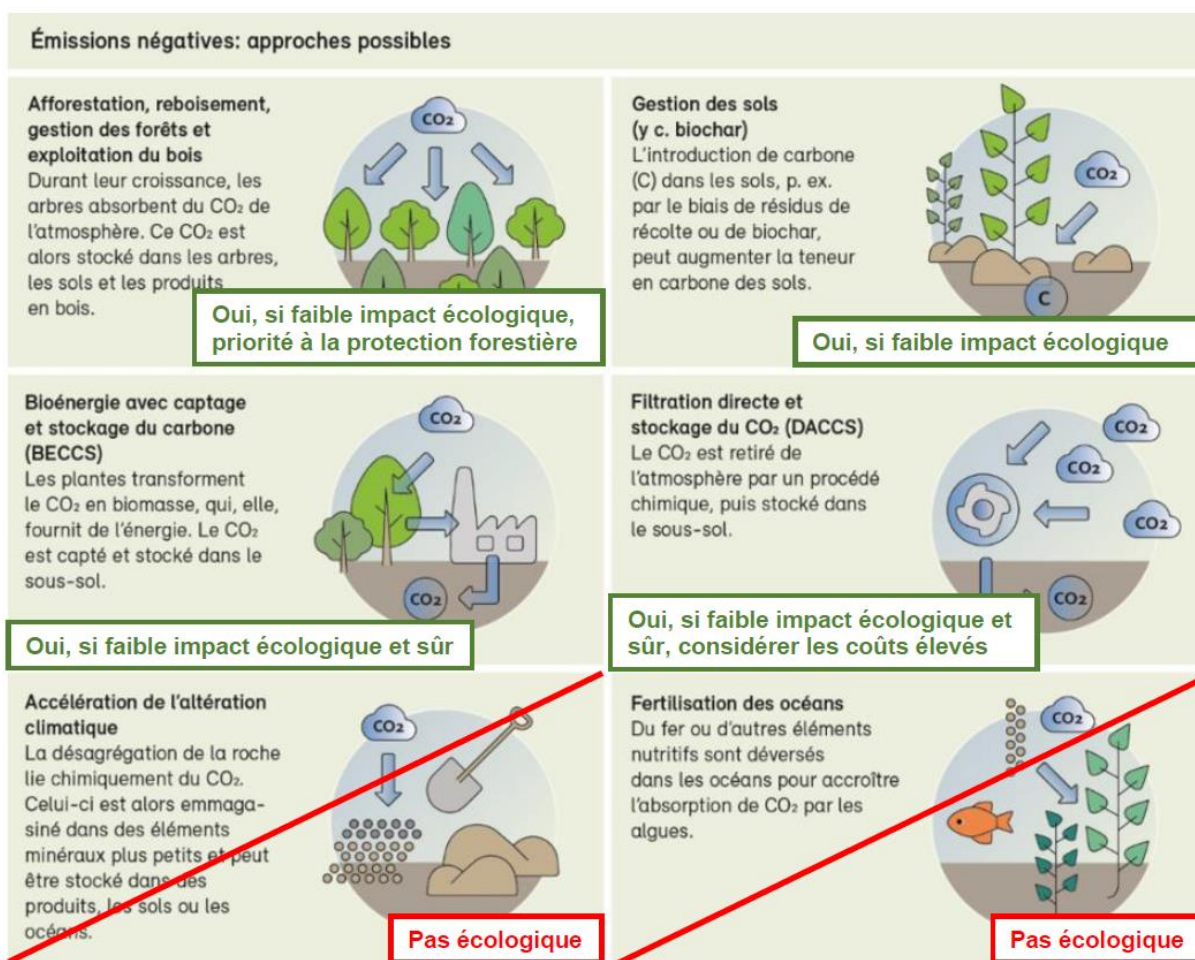 Émissions négatives: approches possibles
Afforestation, reboisement,
gestion des forêts et
exploitation du bois
Durant leur croissance, les
arbres absorbent du CO₂ de
l'atmosphère. Ce CO₂ est
alors stocké dans les arbres,
les sols et les produits
en bois.
CO₂
Oui, si faible impact écologique,
priorité à la protection forestière
Gestion des sols
(y c. biochar)
L'introduction de carbone
(C) dans les sols, p. ex.
par le biais de résidus de
récolte ou de biochar,
peut augmenter la teneur
en carbone des sols.
CO₂
C
Oui, si faible impact écologique
Bioénergie avec captage
et stockage du carbone
(BECCS)
Les plantes transforment
le CO₂ en biomasse, qui, elle,
fournit de l'énergie. Le CO₂
est capté et stocké dans le
sous-sol.
CO₂
CO₂
Oui, si faible impact écologique et sûr
Filtration directe et
stockage du CO₂ (DACCS)
Le CO₂ est retiré de
l'atmosphère par un procédé
chimique, puis stocké dans
le sous-sol.
CO₂
CO₂
CO₂
CO₂
Oui, si faible impact écologique et
sûr, considérer les coûts élevés
Accélération de l'altération
climatique
La désagrégation de la roche
lie chimiquement du CO₂.
Celui-ci est alors emmaga-
siné dans des éléments
minéraux plus petits et peut
être stocké dans des
produits, les sols ou les
océans.
CO₂
Pas écologique
Fertilisation des océans
Du fer ou d'autres éléments
nutritifs sont déversés
dans les océans pour accroître
l'absorption de CO₂ par les
algues.
CO₂
Pas écologique